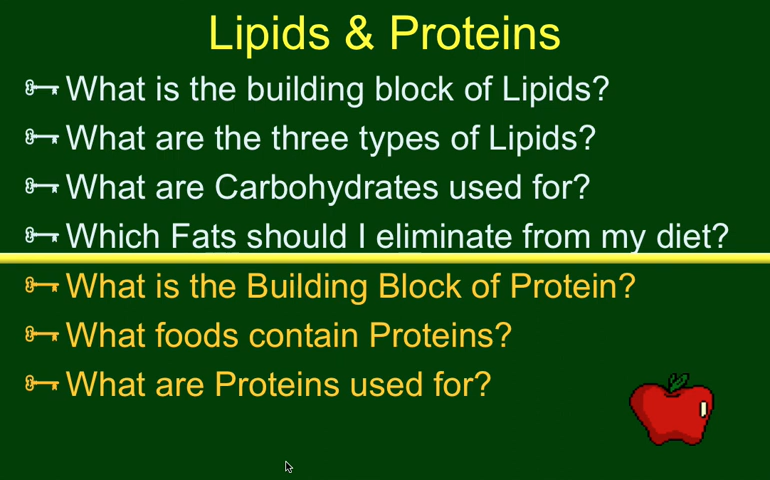 Lipids & Proteins
What is the building block of Lipids?
What are the three types of Lipids?
What are Carbohydrates used for?
Which Fats should I eliminate from my diet?
What is the Building Block of Protein?
What foods contain Proteins?
What are Proteins used for?